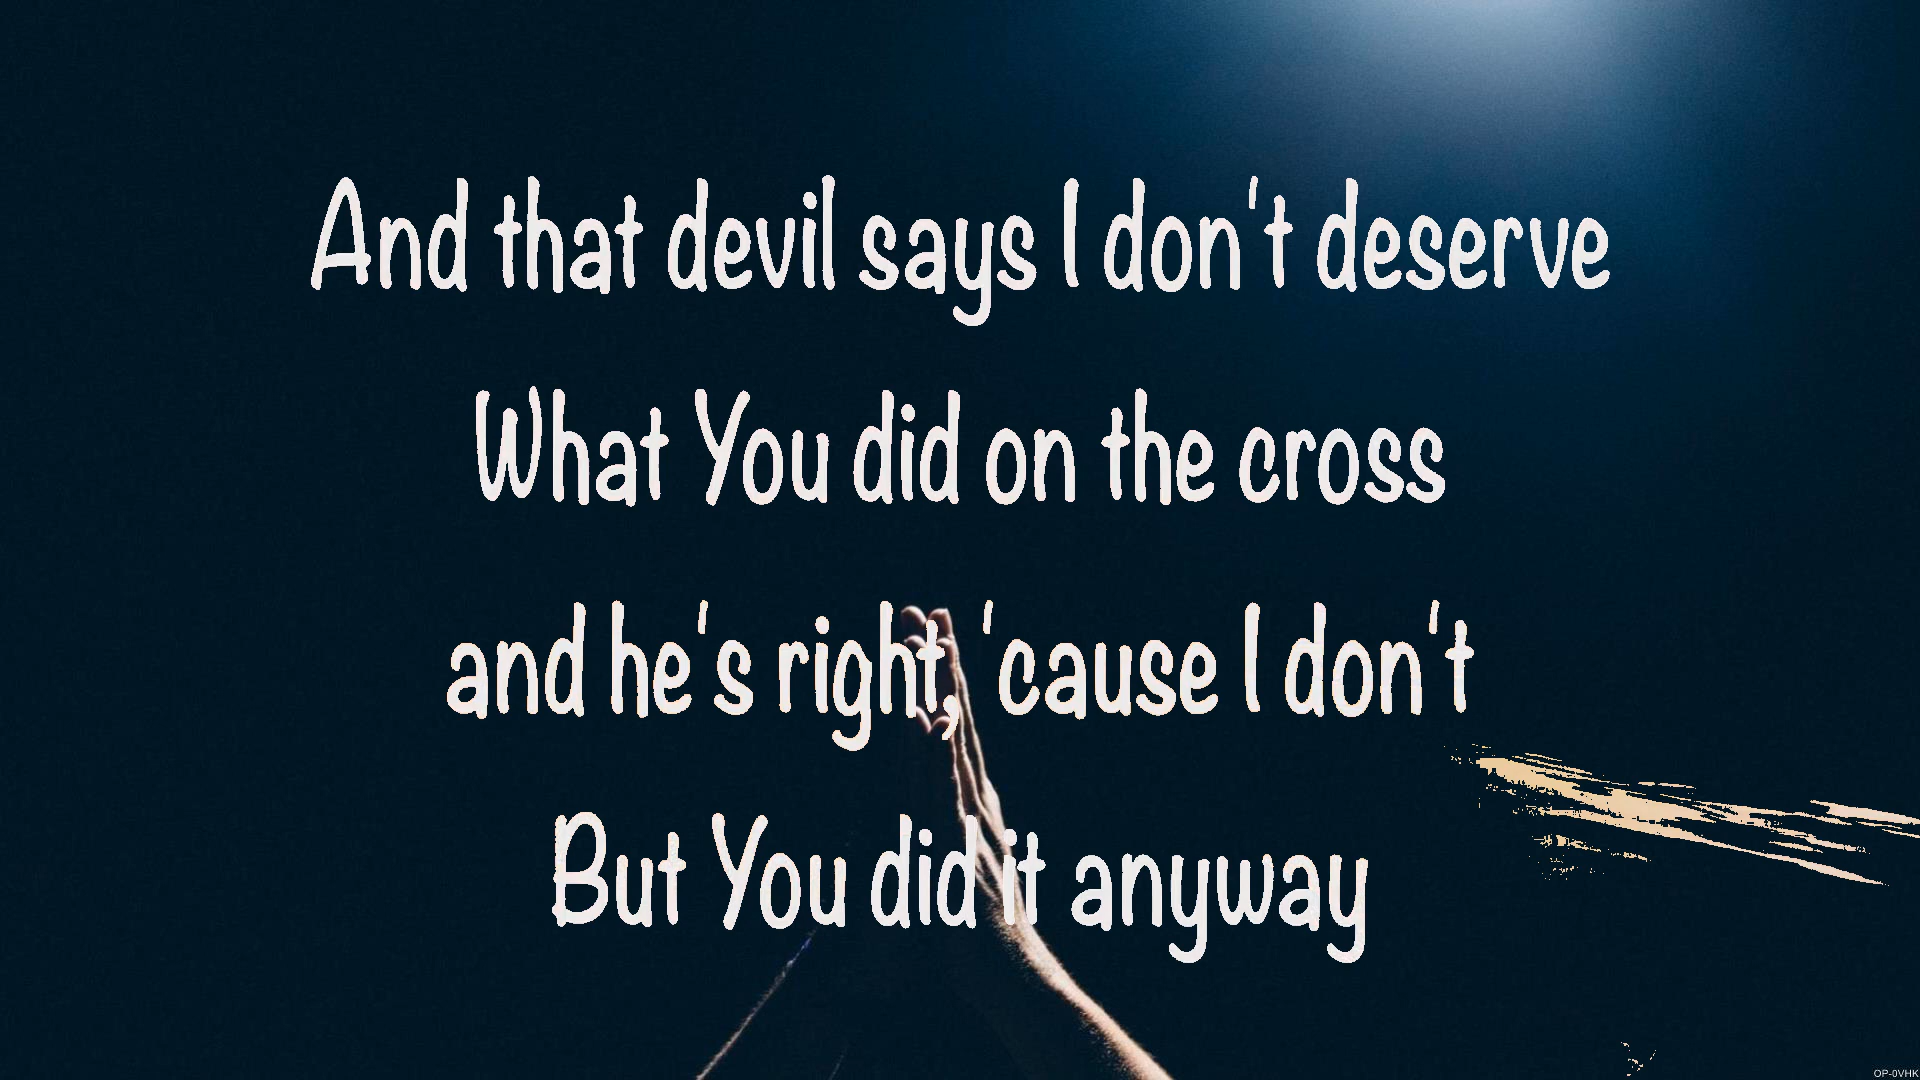 And that devil says I don't deserve
What You did on the cross
and he's right, 'cause I don't
But You did it anyway
OP-0VHK